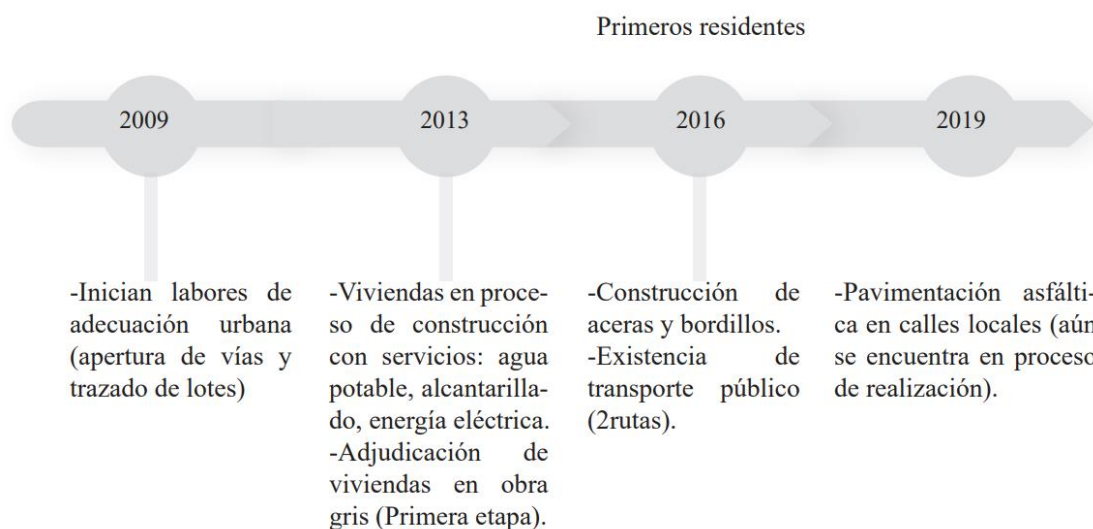 Primeros residentes
2009
2013
2016
2019
-Inician labores de
adecuación urbana
(apertura de vías y
trazado de lotes)
-Viviendas en proce-
so de construcción
con servicios: agua
potable, alcantarilla-
do, energía eléctrica.
-Adjudicación de
viviendas en obra
gris (Primera etapa).
-Construcción de
aceras y bordillos.
-Existencia de
transporte público
(2rutas).
-Pavimentación asfálti-
ca en calles locales (aún
se encuentra en proceso
de realización).